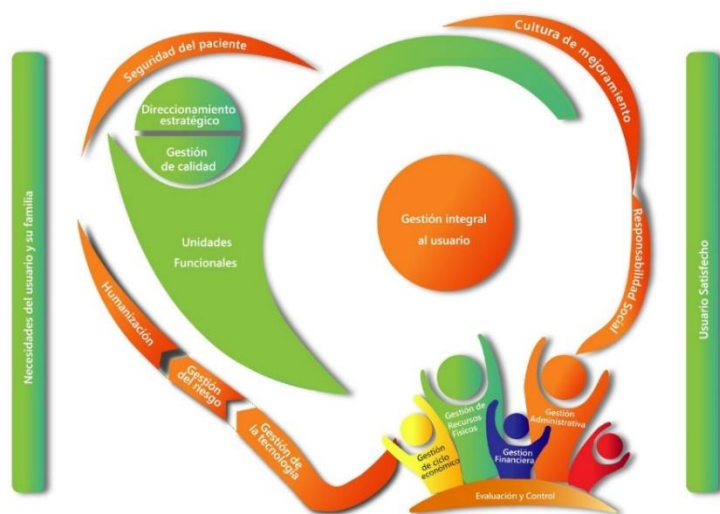 Seguridad del paciente
Cultura de mejoramiento
Direccionamiento
estratégico
Gestión
de calidad
Necesidades del usuario y su familia
Unidades
Funcionales
Gestión integral
al usuario
Responsabilidad Social
Usuario Satisfecho
Humanización
Gestión
del riesgo
Gestión de
la tecnología
Gestión de
Recursos
Físicos
Gestión
Administrativa
Gestión
de ciclo
económico
Gestión
Financiera
Evaluación y Control